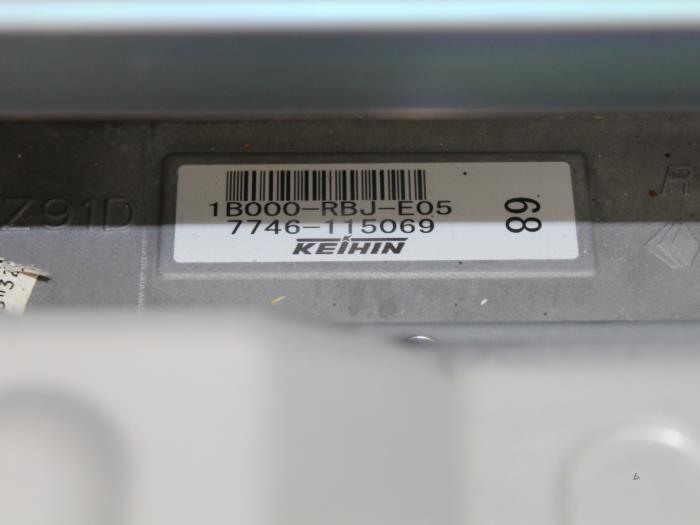 Z91D
1B000-RBJ-E05
7746-115069
KEIHIN
89
R